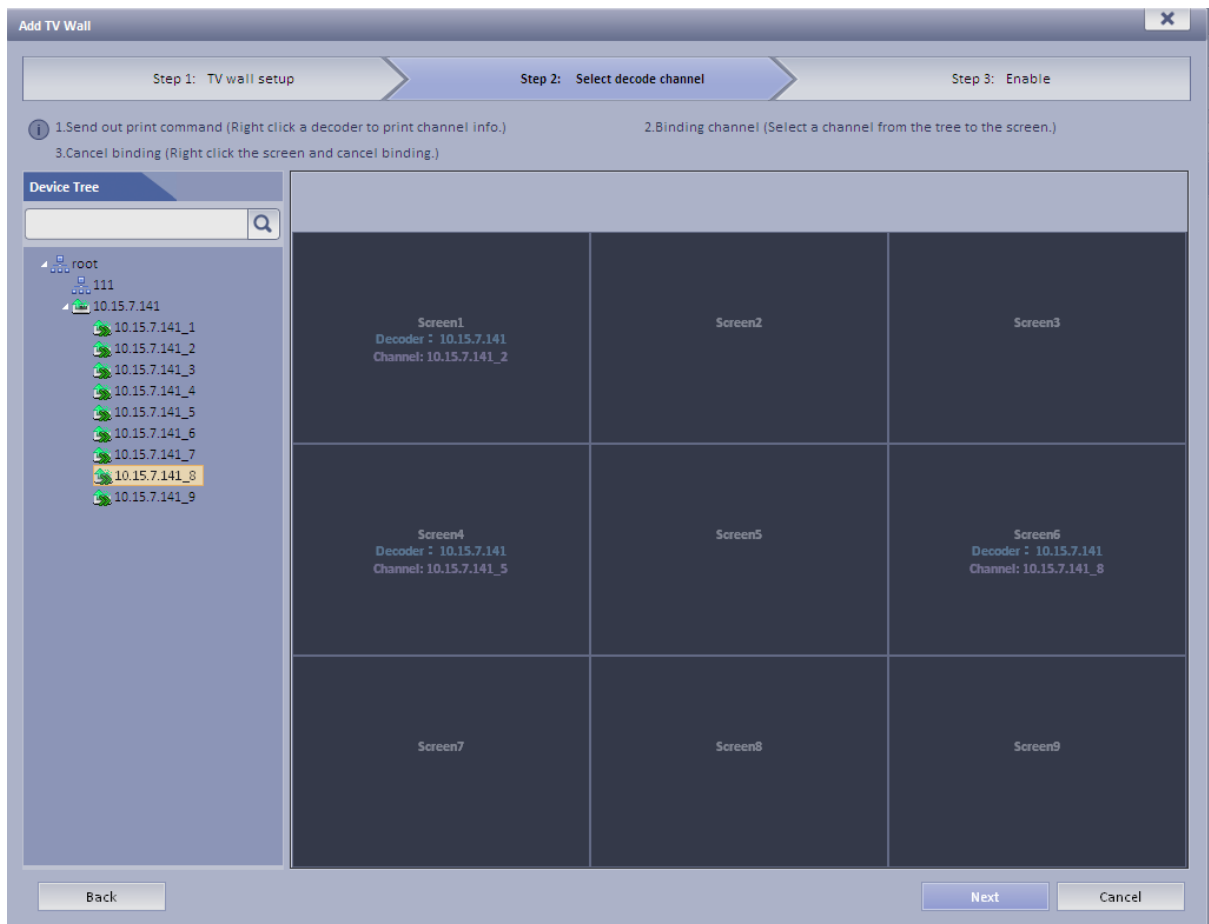 Add TV Wall
Step 1: TV wall setup
Step 2: Select decode channel
Step 3: Enable
1.Send out print command (Right click a decoder to print channel info.)
2.Binding channel (Select a channel from the tree to the screen.)
3.Cancel binding (Right click the screen and cancel binding.)
Device Tree
root
111
10.15.7.141
10.15.7.141_1
10.15.7.141_2
10.15.7.141_3
10.15.7.141_4
10.15.7.141_5
10.15.7.141_6
10.15.7.141_7
10.15.7.141_8
10.15.7.141_9
Screen1
Decoder：10.15.7.141
Channel: 10.15.7.141_2
Screen2
Screen3
Screen4
Decoder：10.15.7.141
Channel: 10.15.7.141_5
Screen5
Screen6
Decoder：10.15.7.141
Channel: 10.15.7.141_8
Screen7
Screen8
Screen9
Back
Next
Cancel